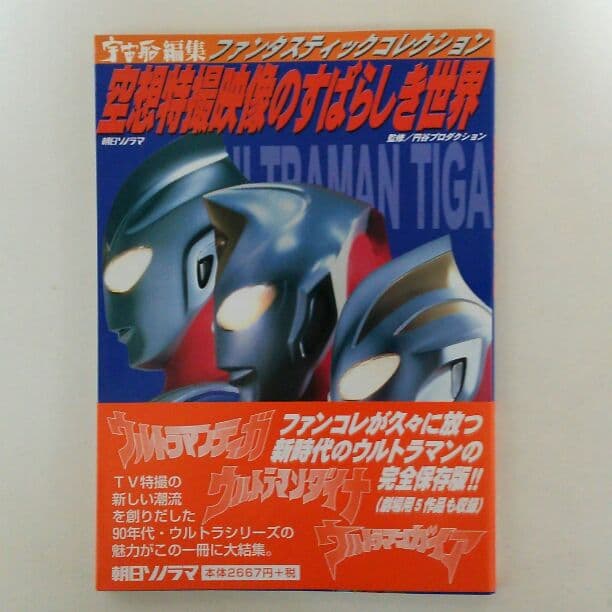 宇宙船編集ファンタスティックコレクション
空想特撮映像のすばらしき世界
朝日ソノラマ
監修/円谷プロダクション
ULTRAMAN TIGA
ウルトラマンティガ
ファンコレが久々に放つ
新時代のウルトラマンの
完全保存版!!
(劇場用5作品も収録)
ウルトラマンダイナ
ウルトラマンガイア
TV特撮の
新しい潮流
を創りだした
90年代・ウルトラシリーズの
魅力がこの一冊に大結集。
朝日ソノラマ 本体2667円+税